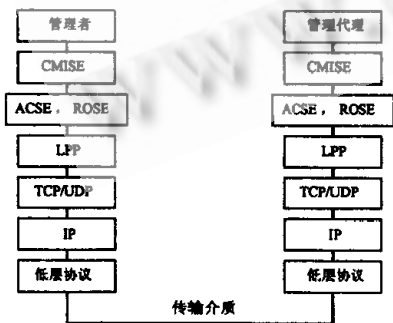 管理者
管理代理
CMISE
CMISE
ACSE， ROSE
ACSE， ROSE
LPP
LPP
TCP/UDP
TCP/UDP
IP
IP
低层协议
低层协议
传输介质